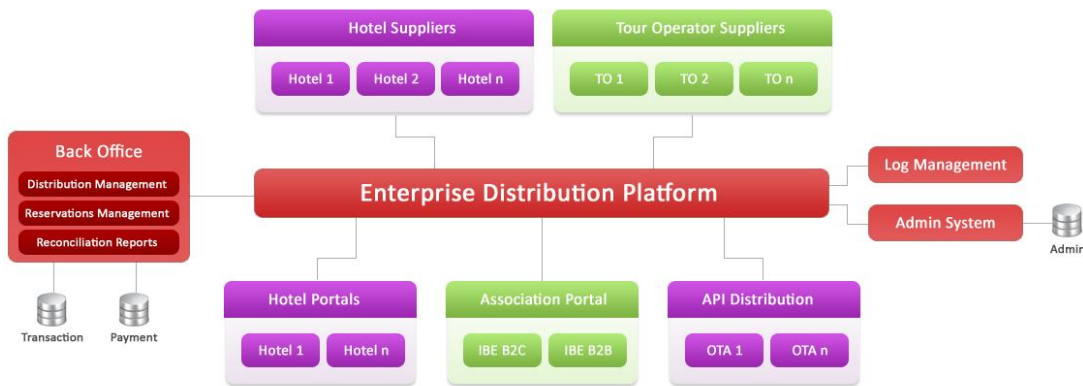 Hotel Suppliers
Hotel 1
Hotel 2
Hotel n
Tour Operator Suppliers
TO 1
TO 2
TO n
Back Office
Distribution Management
Reservations Management
Reconciliation Reports
Transaction
Payment
Enterprise Distribution Platform
Log Management
Admin System
Admin
Hotel Portals
Hotel 1
Hotel n
Association Portal
IBE B2C
IBE B2B
API Distribution
OTA 1
OTA n